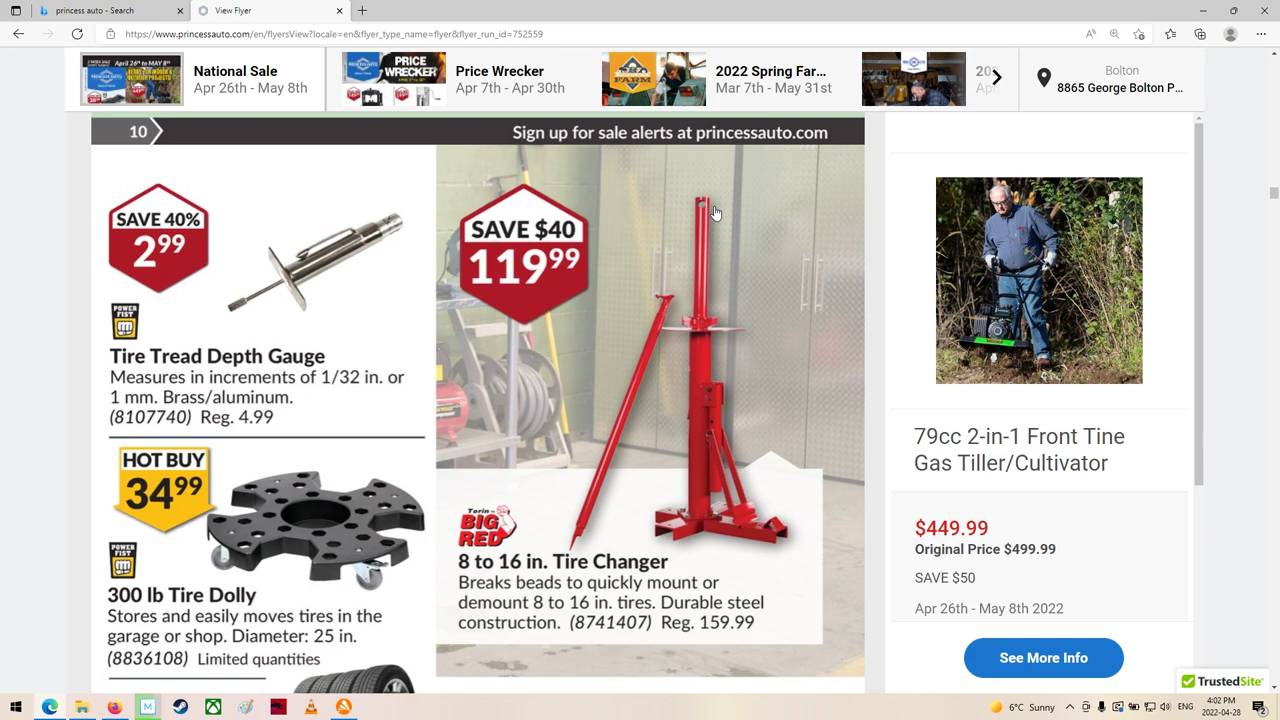 princess auto - Search
View Flyer
https://www.princessauto.com/en/flyersView?locale=en&flyer_type_name=flyer&flyer_run_id=752559
National Sale
Apr 26th - May 8th
Price Wrecker
Apr 7th - Apr 30th
2022 Spring Far...
Mar 7th - May 31st
20
Ap
Bolton
8865 George Bolton P...
10
Sign up for sale alerts at princessauto.com
SAVE 40%
2.99
POWER
FIST
Tire Tread Depth Gauge
Measures in increments of 1/32 in. or
1 mm. Brass/aluminum.
(8107740) Reg. 4.99
HOT BUY
34.99
POWER
FIST
300 lb Tire Dolly
Stores and easily moves tires in the
garage or shop. Diameter: 25 in.
(8836108) Limited quantities
SAVE $40
119.99
Torin
BIG
RED
8 to 16 in. Tire Changer
Breaks beads to quickly mount or
demount 8 to 16 in. tires. Durable steel
construction. (8741407) Reg. 159.99
79cc 2-in-1 Front Tine
Gas Tiller/Cultivator
$449.99
Original Price $499.99
SAVE $50
Apr 26th - May 8th 2022
See More Info
TrustedSite
6°C Sunny
ENG
4:02 PM
2022-04-28